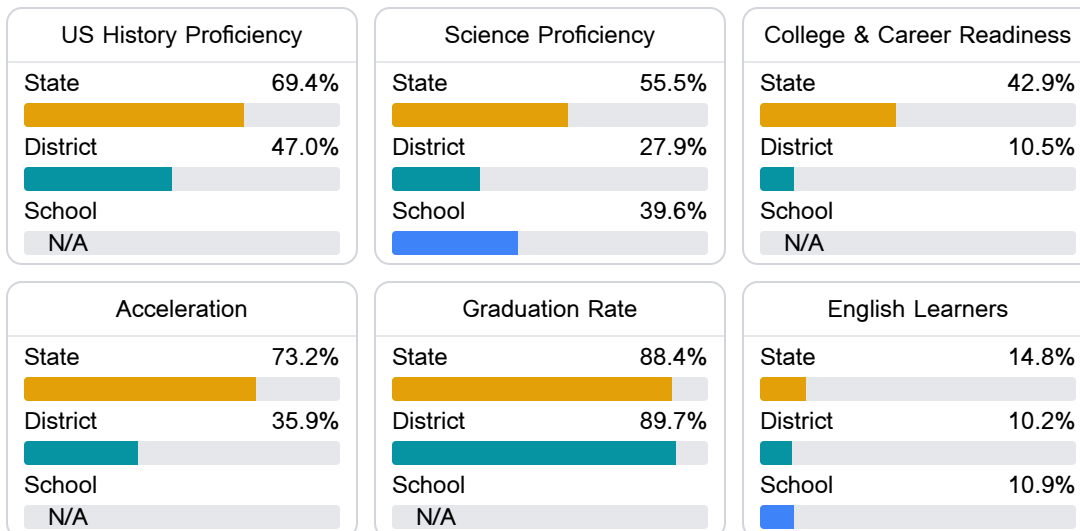 US History Proficiency
State 69.4%
District 47.0%
School
N/A
Science Proficiency
State 55.5%
District 27.9%
School 39.6%
College & Career Readiness
State 42.9%
District 10.5%
School
N/A
Acceleration
State 73.2%
District 35.9%
School
N/A
Graduation Rate
State 88.4%
District 89.7%
School
N/A
English Learners
State 14.8%
District 10.2%
School 10.9%